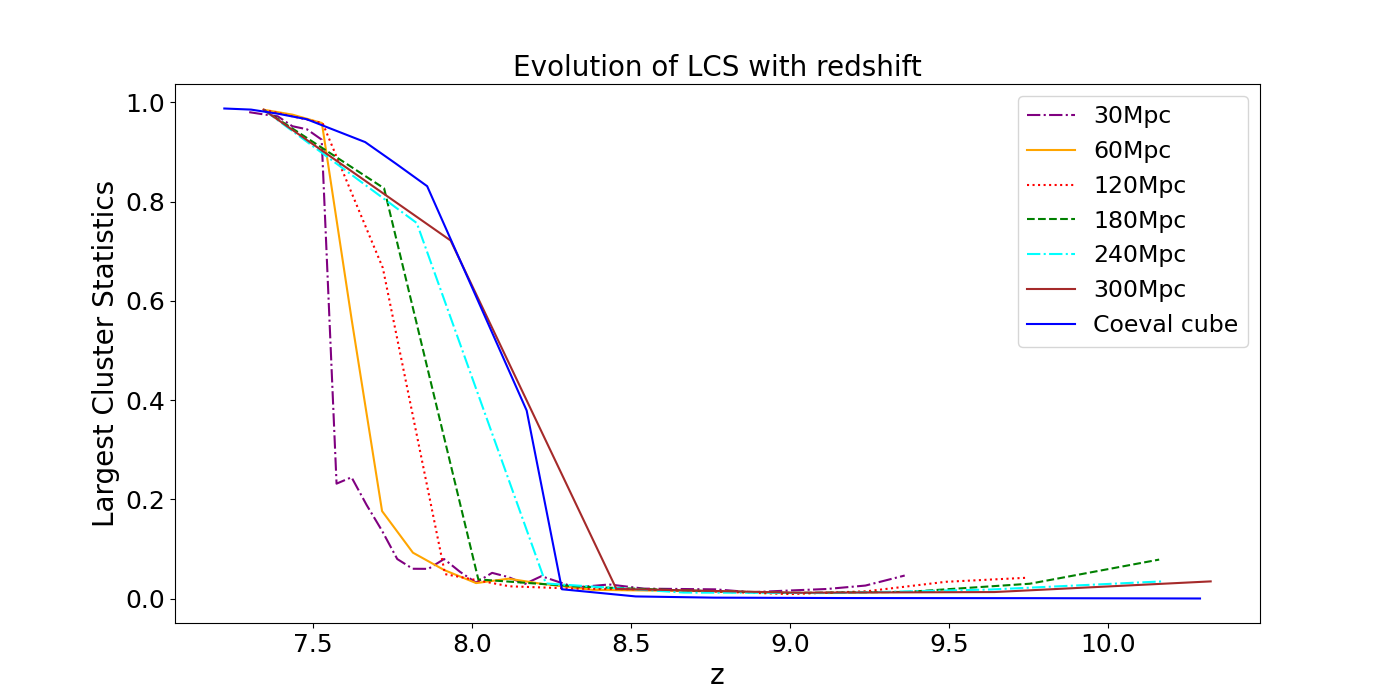 Evolution of LCS with redshift
Largest Cluster Statistics
1.0
0.8
0.6
0.4
0.2
0.0
30Mpc
60Mpc
120Mpc
180Mpc
240Mpc
300Mpc
Coeval cube
7.5 8.0 8.5 9.0 9.5 10.0
z